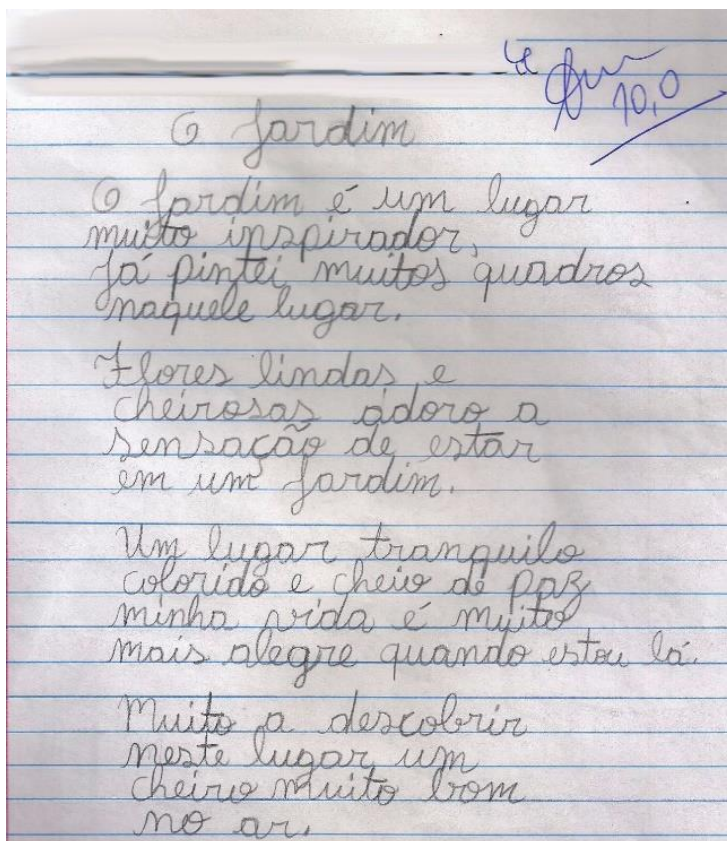 10,0
O Jardim
O Jardim é um lugar
muito inspirador,
Já pintei muitos quadros
naquele lugar.
Flores lindas e
cheirosas adoro a
sensação de estar
em um Jardim.
Um lugar tranquilo
colorido e cheio de paz
minha vida é muito
mais alegre quando estou lá.
Muito a descobrir
neste lugar um
cheiro muito bom
no ar.